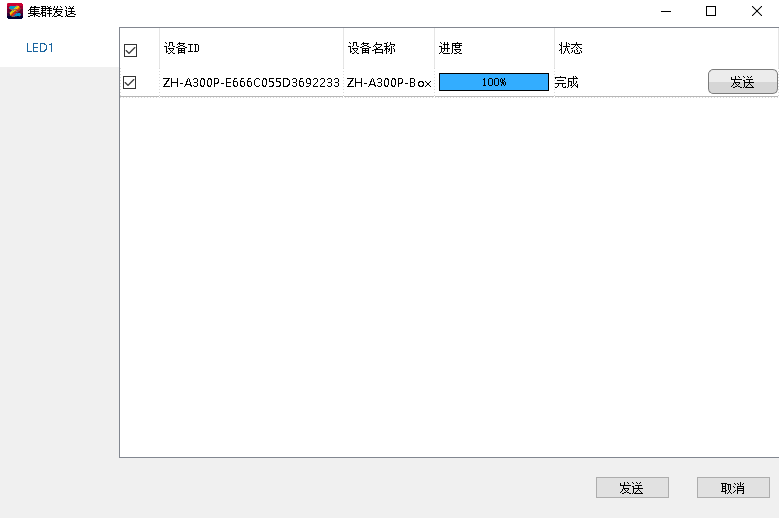 集群发送
LED1
设备ID 设备名称 进度 状态
ZH-A300P-E666C055D3692233 ZH-A300P-Box 100% 完成 发送
发送 取消